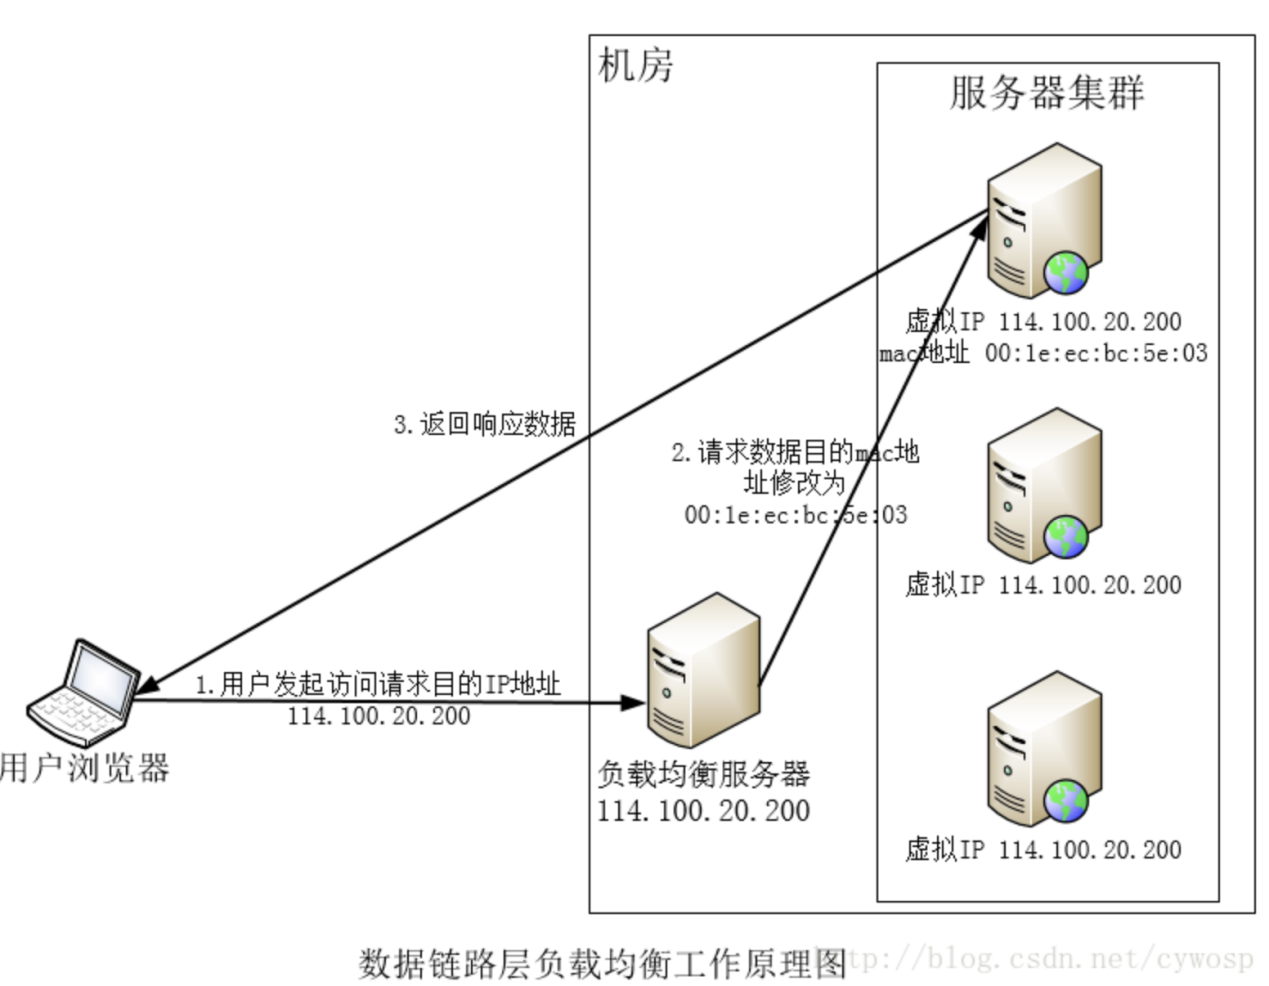 机房
服务器集群
虚拟IP 114.100.20.200
mac地址 00:1e:ec:bc:5e:03
3.返回响应数据
2.请求数据目的mac地
址修改为
00:1e:ec:bc:5e:03
虚拟IP 114.100.20.200
1.用户发起访问请求目的IP地址
114.100.20.200
用户浏览器
负载均衡服务器
114.100.20.200
虚拟IP 114.100.20.200
数据链路层负载均衡工作原理图
http://blog.csdn.net/cywosp